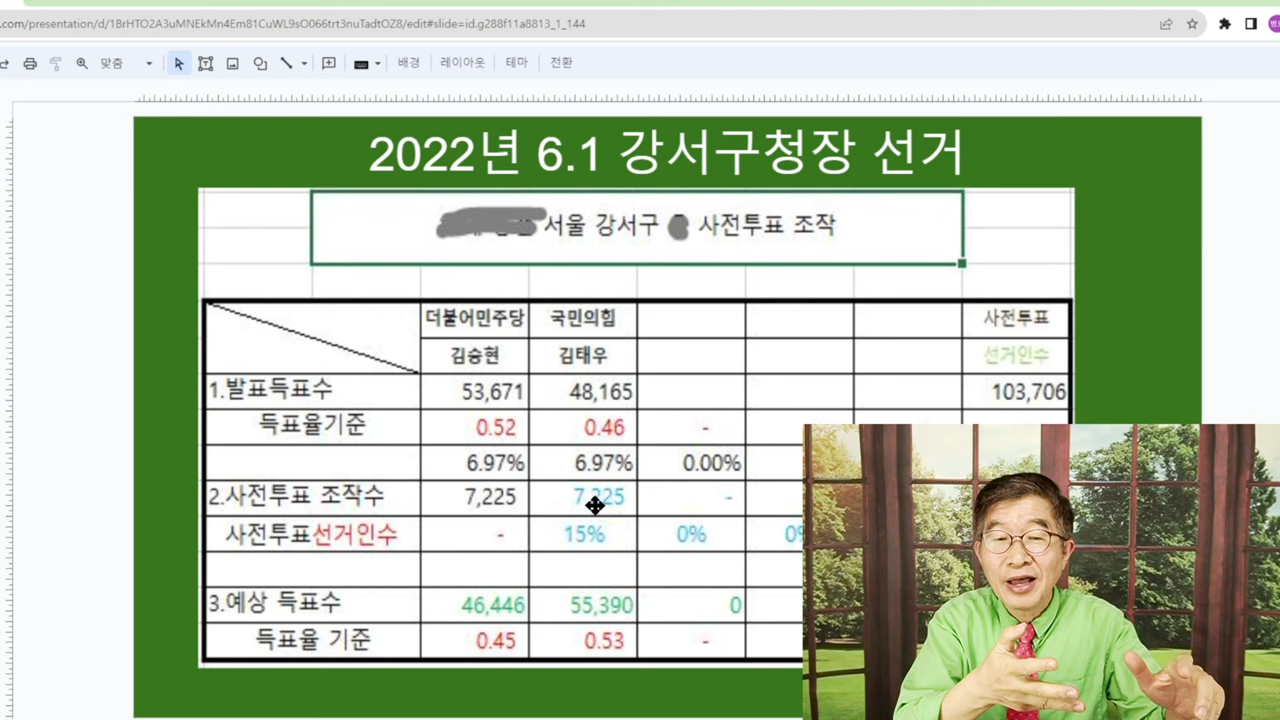 .com/presentation/d/1BrHTO2A3uMNEkMn4Em81CuWL9sO066trt3nuTadtOZ8/edit#slide=id.g288f11a8813_1_144
맞춤 배경 레이아웃 테마 전환
2022년 6.1 강서구청장 선거
서울 강서구 사전투표 조작
더불어민주당 국민의힘 사전투표
김승현 김태우 선거인수
1.발표득표수 53,671 48,165 103,706
득표율기준 0.52 0.46 -
6.97% 6.97% 0.00%
2.사전투표 조작수 7,225 7,225 -
사전투표선거인수 - 15% 0%
3.예상 득표수 46,446 55,390 0
득표율 기준 0.45 0.53 -